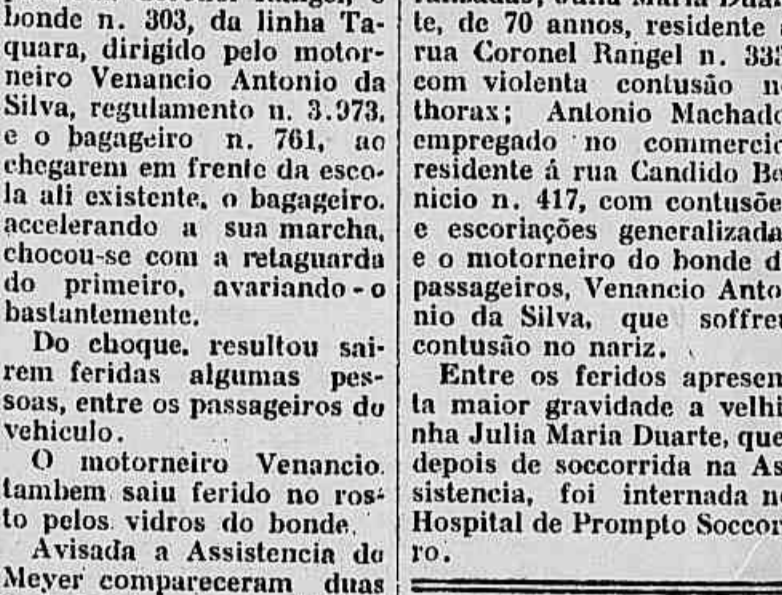 bonde n. 303, da linha Ta-
quara, dirigido pelo motor-
neiro Venancio Antonio da
Silva, regulamento n. 3.973,
e o bagageiro n. 761, ao
chegarem em frente da esco-
la ali existente, o bagageiro,
accelerando a sua marcha,
chocou-se com a retaguarda
do primeiro, avariando-o
bastantemente.
Do choque, resultou sai-
rem feridas algumas pes-
soas, entre os passageiros do
vehiculo.
O motorneiro Venancio
tambem saiu ferido no ros-
to pelos vidros do bonde.
Avisada a Assistencia do
Meyer compareceram duas
te, de 70 annos, residente
rua Coronel Rangel n. 333
com violenta contusão
thorax; Antonio Machado
empregado no commercio
residente á rua Candido Be
nicio n. 417, com contusõe
e escoriações generalizada
e o motorneiro do bonde d
passageiros, Venancio Anto
nio da Silva, que soffreu
contusão no nariz.
Entre os feridos apresen
ta maior gravidade a velhi
nha Julia Maria Duarte, que
depois de soccorrida na As
sistencia, foi internada n
Hospital de Prompto Soccor
ro.